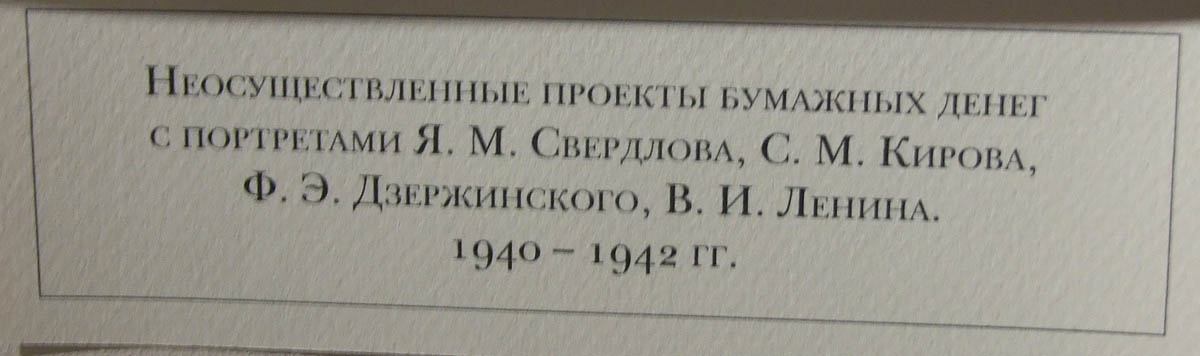 Неосуществленные проекты бумажных денег
с портретами Я. М. Свердлова, С. М. Кирова,
Ф. Э. Дзержинского, В. И. Ленина.
1940 – 1942 гг.